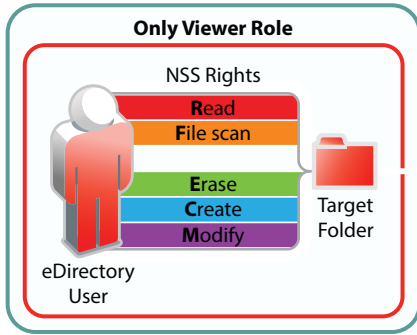 Only Viewer Role
NSS Rights
Read
File scan
Erase
Create
Modify
eDirectory
User
Target
Folder